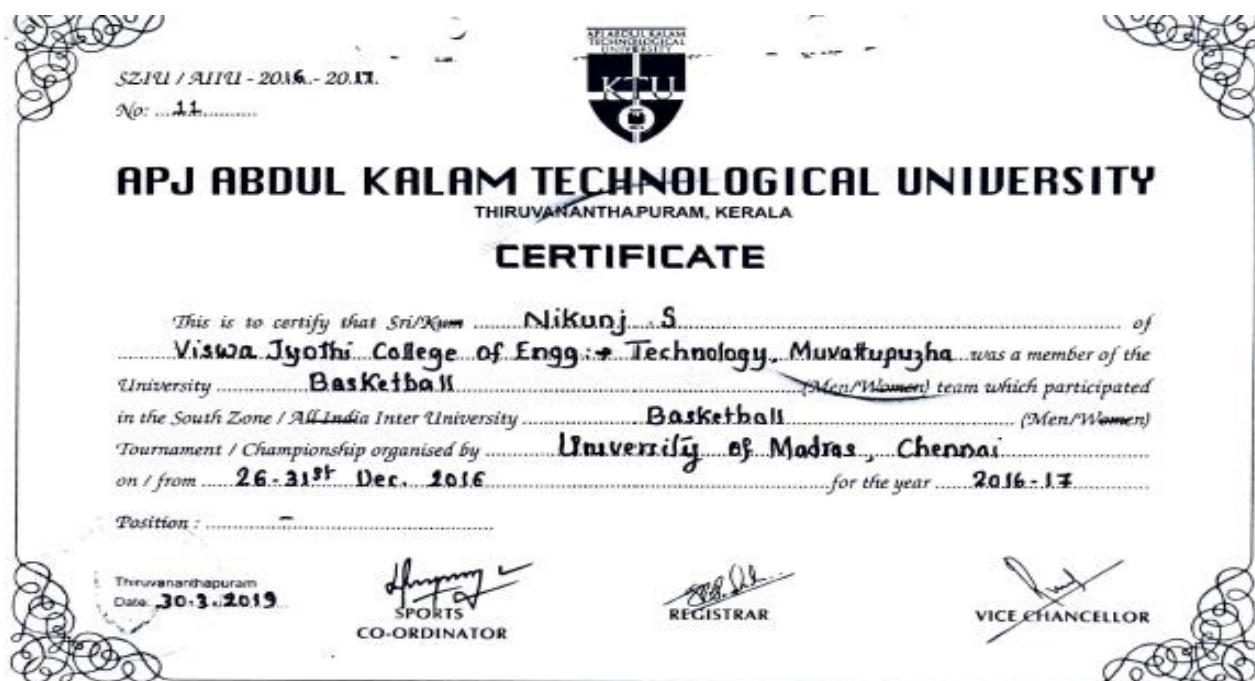 SZIU / AIIU - 2016 - 2017
No: 11
API ABDUL KALAM
TECHNOLOGICAL
UNIVERSITY
KTU
APJ ABDUL KALAM TECHNOLOGICAL UNIVERSITY
THIRUVANANTHAPURAM, KERALA
CERTIFICATE
This is to certify that Sri/Kum Nikunj S of
Viswa Jyothi College of Engg: + Technology, Muvattupuzha was a member of the
University Basketball (Men/Women) team which participated
in the South Zone / All India Inter University Basketball (Men/Women)
Tournament / Championship organised by University of Madras, Chennai
on / from 26-31st Dec. 2016 for the year 2016-17
Position : -
Thiruvananthapuram
Date. 30.3.2019
SPORTS
CO-ORDINATOR
REGISTRAR
VICE CHANCELLOR